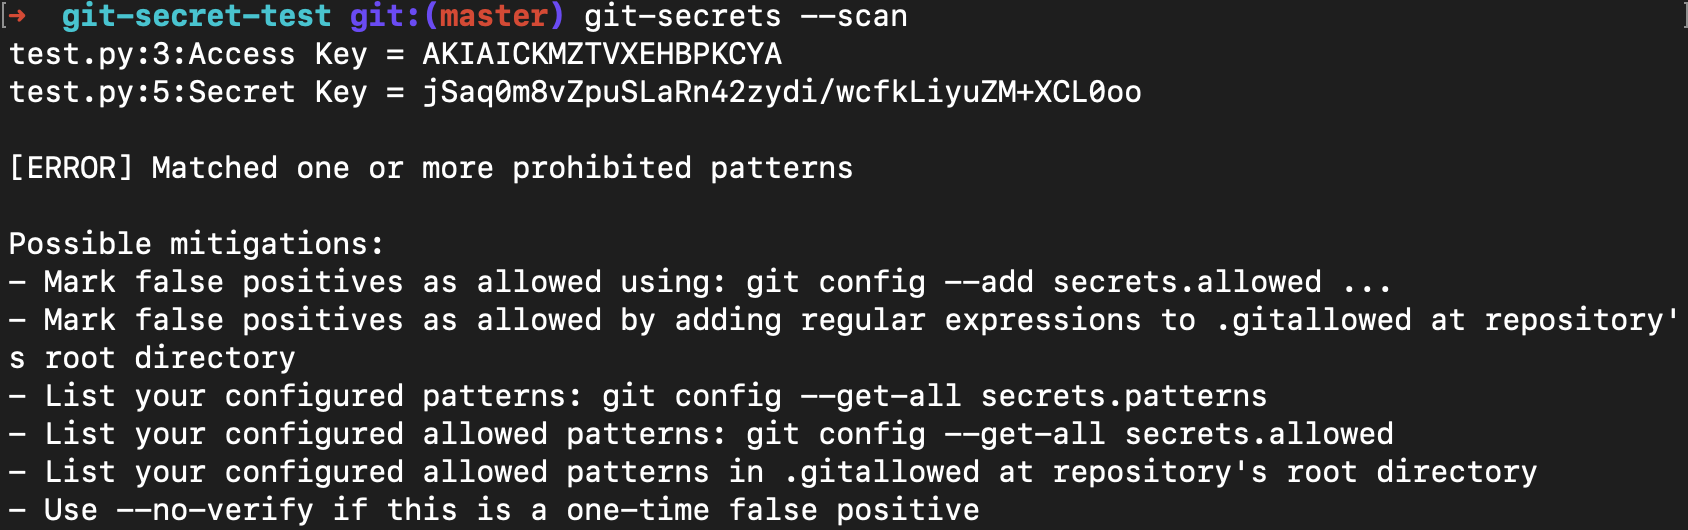 [→  git-secret-test git:(master) git-secrets --scan ]
test.py:3:Access Key = AKIAICKMZTVXEHBPKCYA
test.py:5:Secret Key = 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

[ERROR] Matched one or more prohibited patterns

Possible mitigations:
- Mark false positives as allowed using: git config --add secrets.allowed ...
- Mark false positives as allowed by adding regular expressions to .gitallowed at repository'
s root directory
- List your configured patterns: git config --get-all secrets.patterns
- List your configured allowed patterns: git config --get-all secrets.allowed
- List your configured allowed patterns in .gitallowed at repository's root directory
- Use --no-verify if this is a one-time false positive